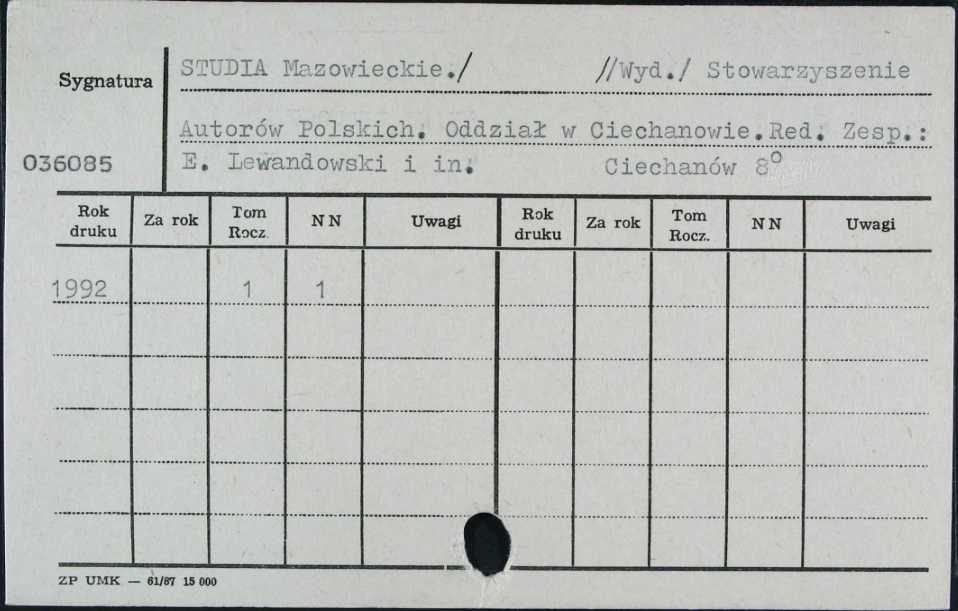 Sygnatura
STUDIA Mazowieckie./ //Wyd./ Stowarzyszenie
Autorów Polskich. Oddział w Ciechanowie.Red. Zesp.:
036085
E. Lewandowski i in. Ciechanów 8°
Rok druku Za rok Tom Rocz. N N Uwagi Rok druku Za rok Tom Rocz. N N Uwagi
1992 1 1
ZP UMK — 61/87 15 000